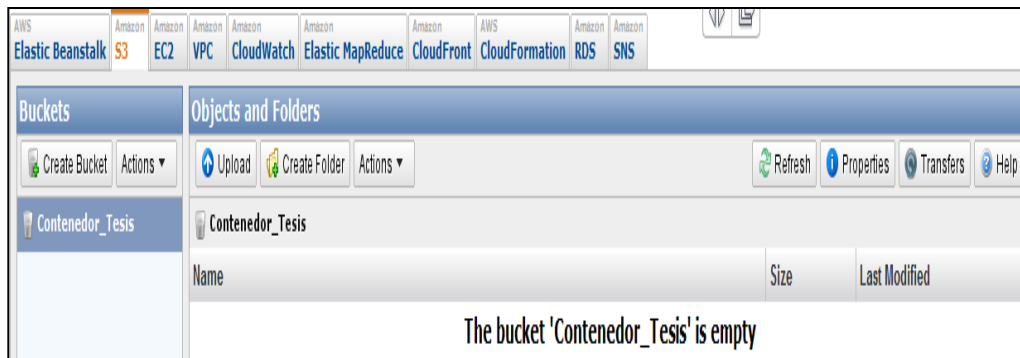 AWS Amazon Amazon Amazon Amazon Amazon Amazon AWS Amazon Amazon
Elastic Beanstalk S3 EC2 VPC CloudWatch Elastic MapReduce CloudFront CloudFormation RDS SNS
Buckets Objects and Folders
Create Bucket Actions Upload Create Folder Actions Refresh Properties Transfers Help
Contenedor_Tesis Contenedor_Tesis
Name Size Last Modified
The bucket 'Contenedor_Tesis' is empty